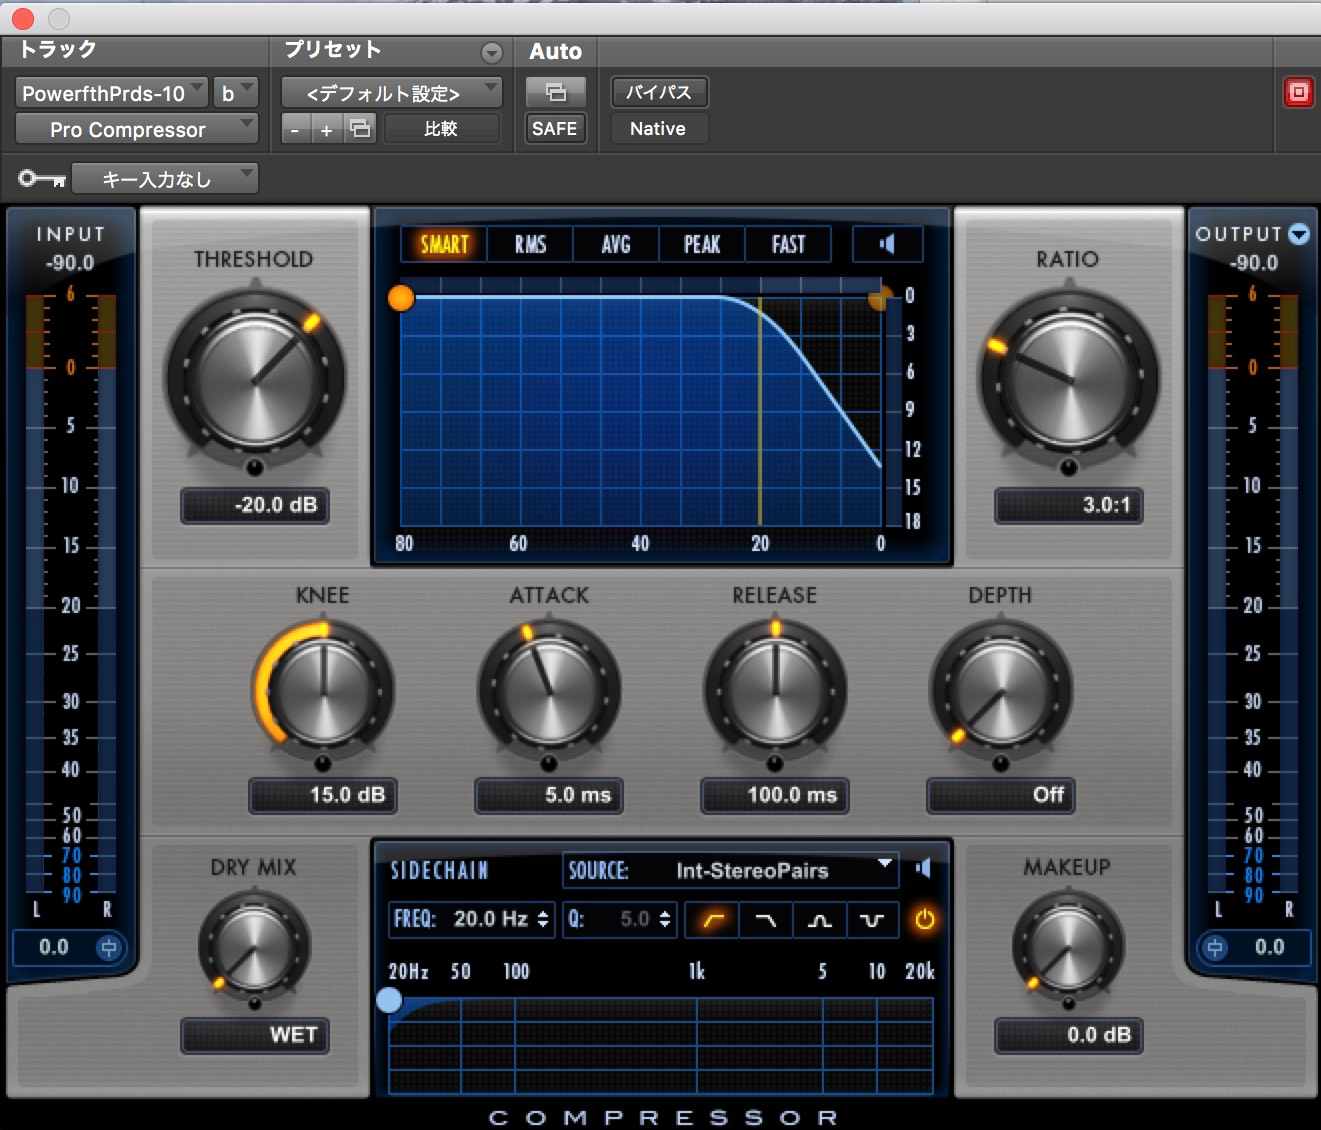 トラック
プリセット
Auto
PowerfthPrds-10 b
<デフォルト設定>
バイパス
Pro Compressor
- + 比較
SAFE
Native
キー入力なし
INPUT
-90.0
6
0
5
10
15
20
25
30
35
40
50
60
70
80
90
L R
0.0
THRESHOLD
-20.0 dB
SMART RMS AVG PEAK FAST
0
3
6
9
12
15
18
80 60 40 20 0
RATIO
3.0:1
OUTPUT
-90.0
6
0
5
10
15
20
25
30
35
40
50
60
70
80
90
L R
0.0
KNEE ATTACK RELEASE DEPTH
15.0 dB 5.0 ms 100.0 ms Off
DRY MIX
WET
SIDECHAIN SOURCE: Int-StereoPairs
FREQ: 20.0 Hz Q: 5.0
20Hz 50 100 1k 5 10 20k
MAKEUP
0.0 dB
COMPRESSOR